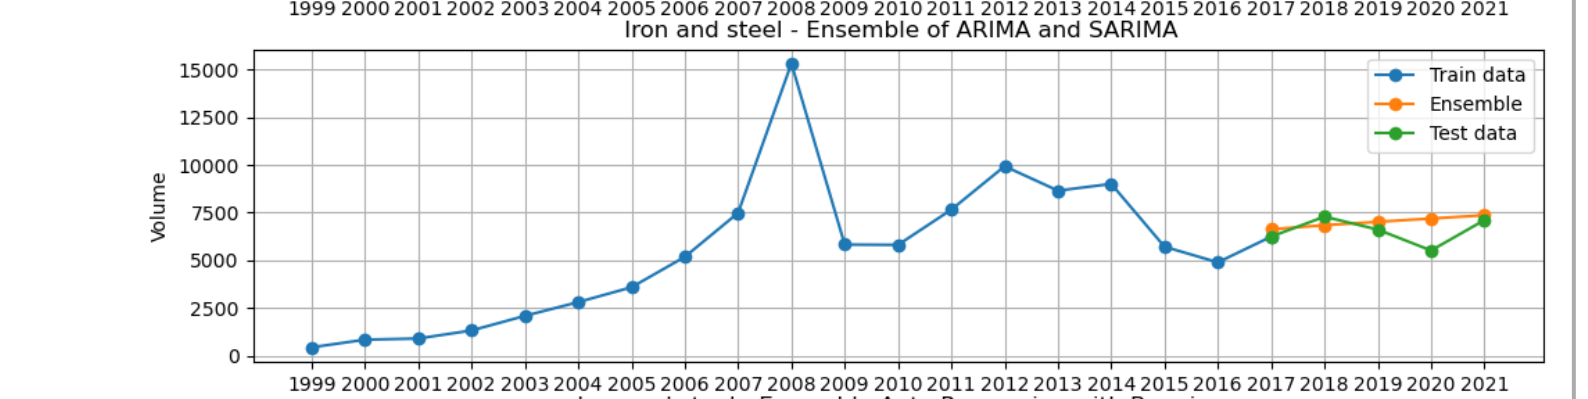 1999 2000 2001 2002 2003 2004 2005 2006 2007 2008 2009 2010 2011 2012 2013 2014 2015 2016 2017 2018 2019 2020 2021
Iron and steel - Ensemble of ARIMA and SARIMA
15000
12500
10000
7500
5000
2500
0
Volume
Train data
Ensemble
Test data
1999 2000 2001 2002 2003 2004 2005 2006 2007 2008 2009 2010 2011 2012 2013 2014 2015 2016 2017 2018 2019 2020 2021